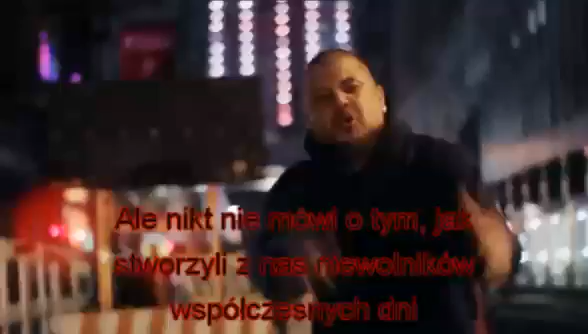 Ale nikt nie mówi o tym, jak
stworzyli z nas niewolników
współczesnych dni